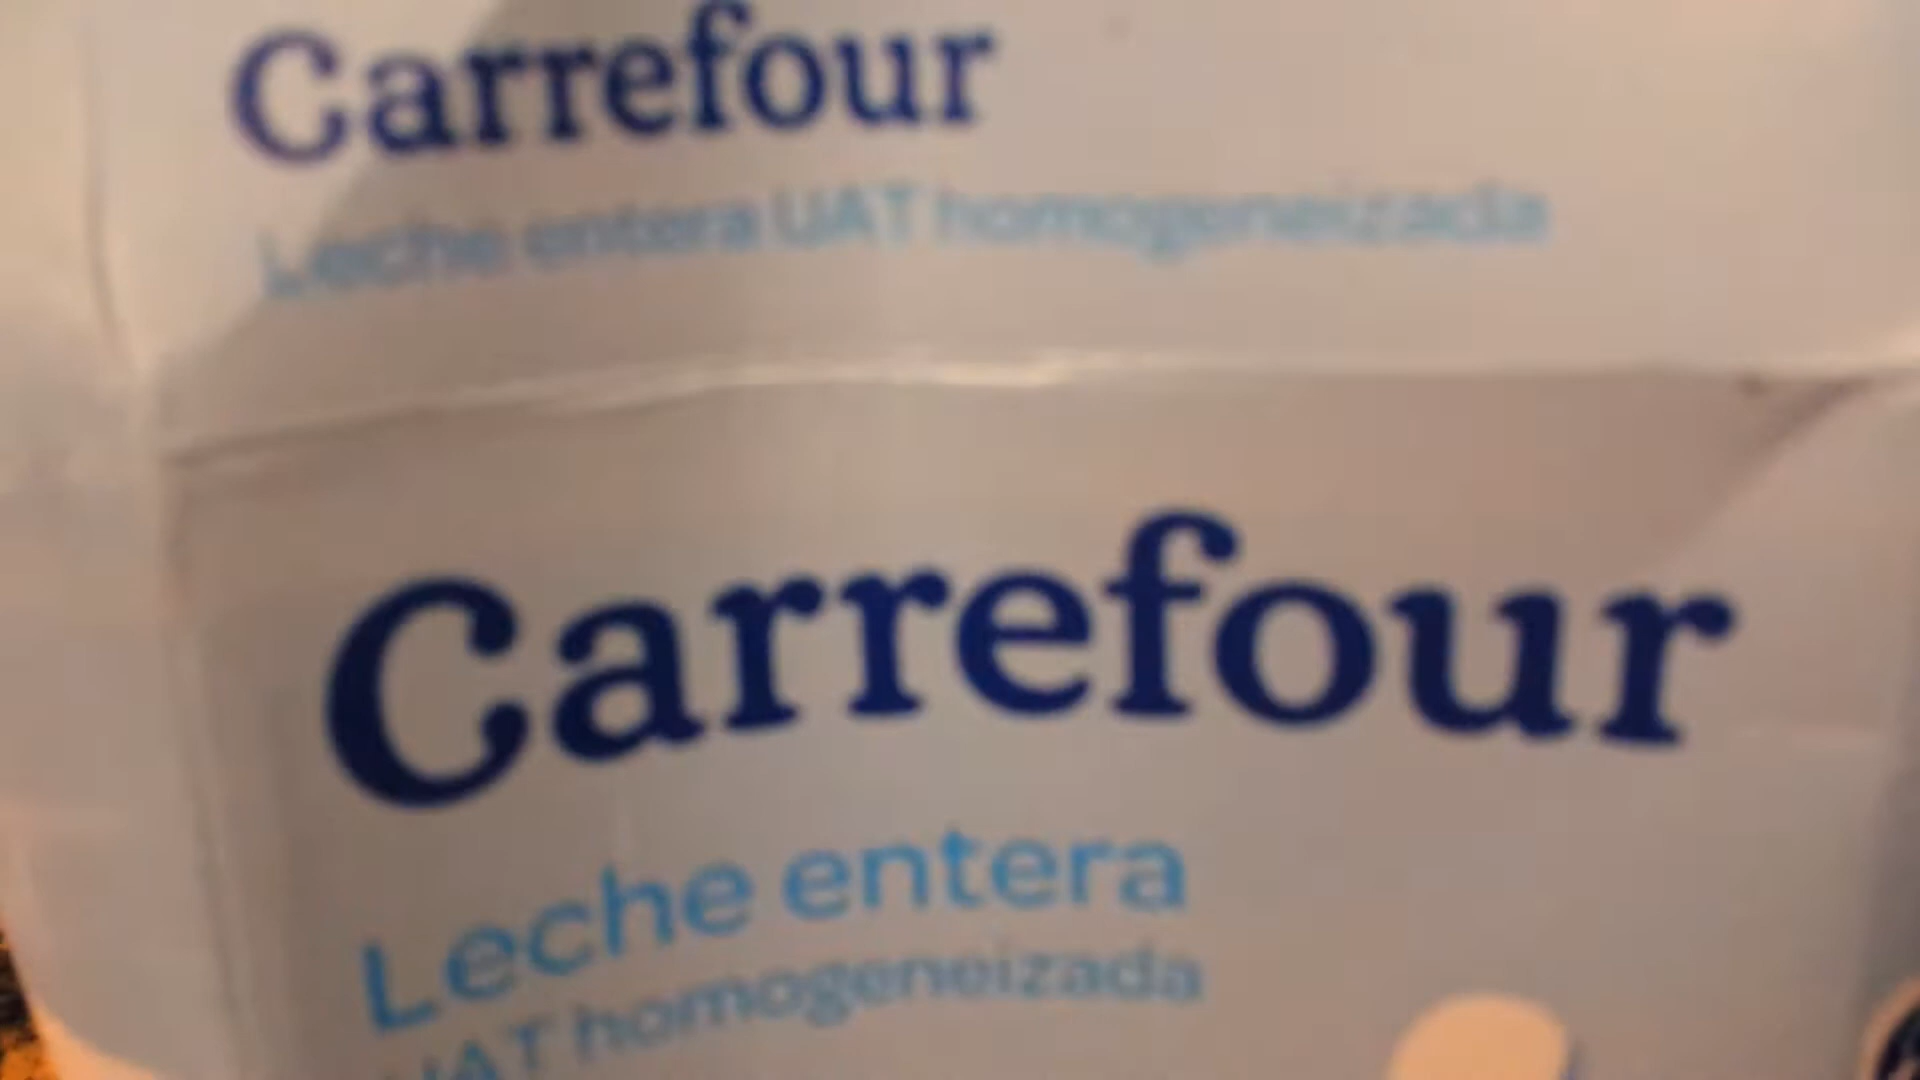 Carrefour
Leche entera UAT homogeneizada
Carrefour
Leche entera
UAT homogeneizada